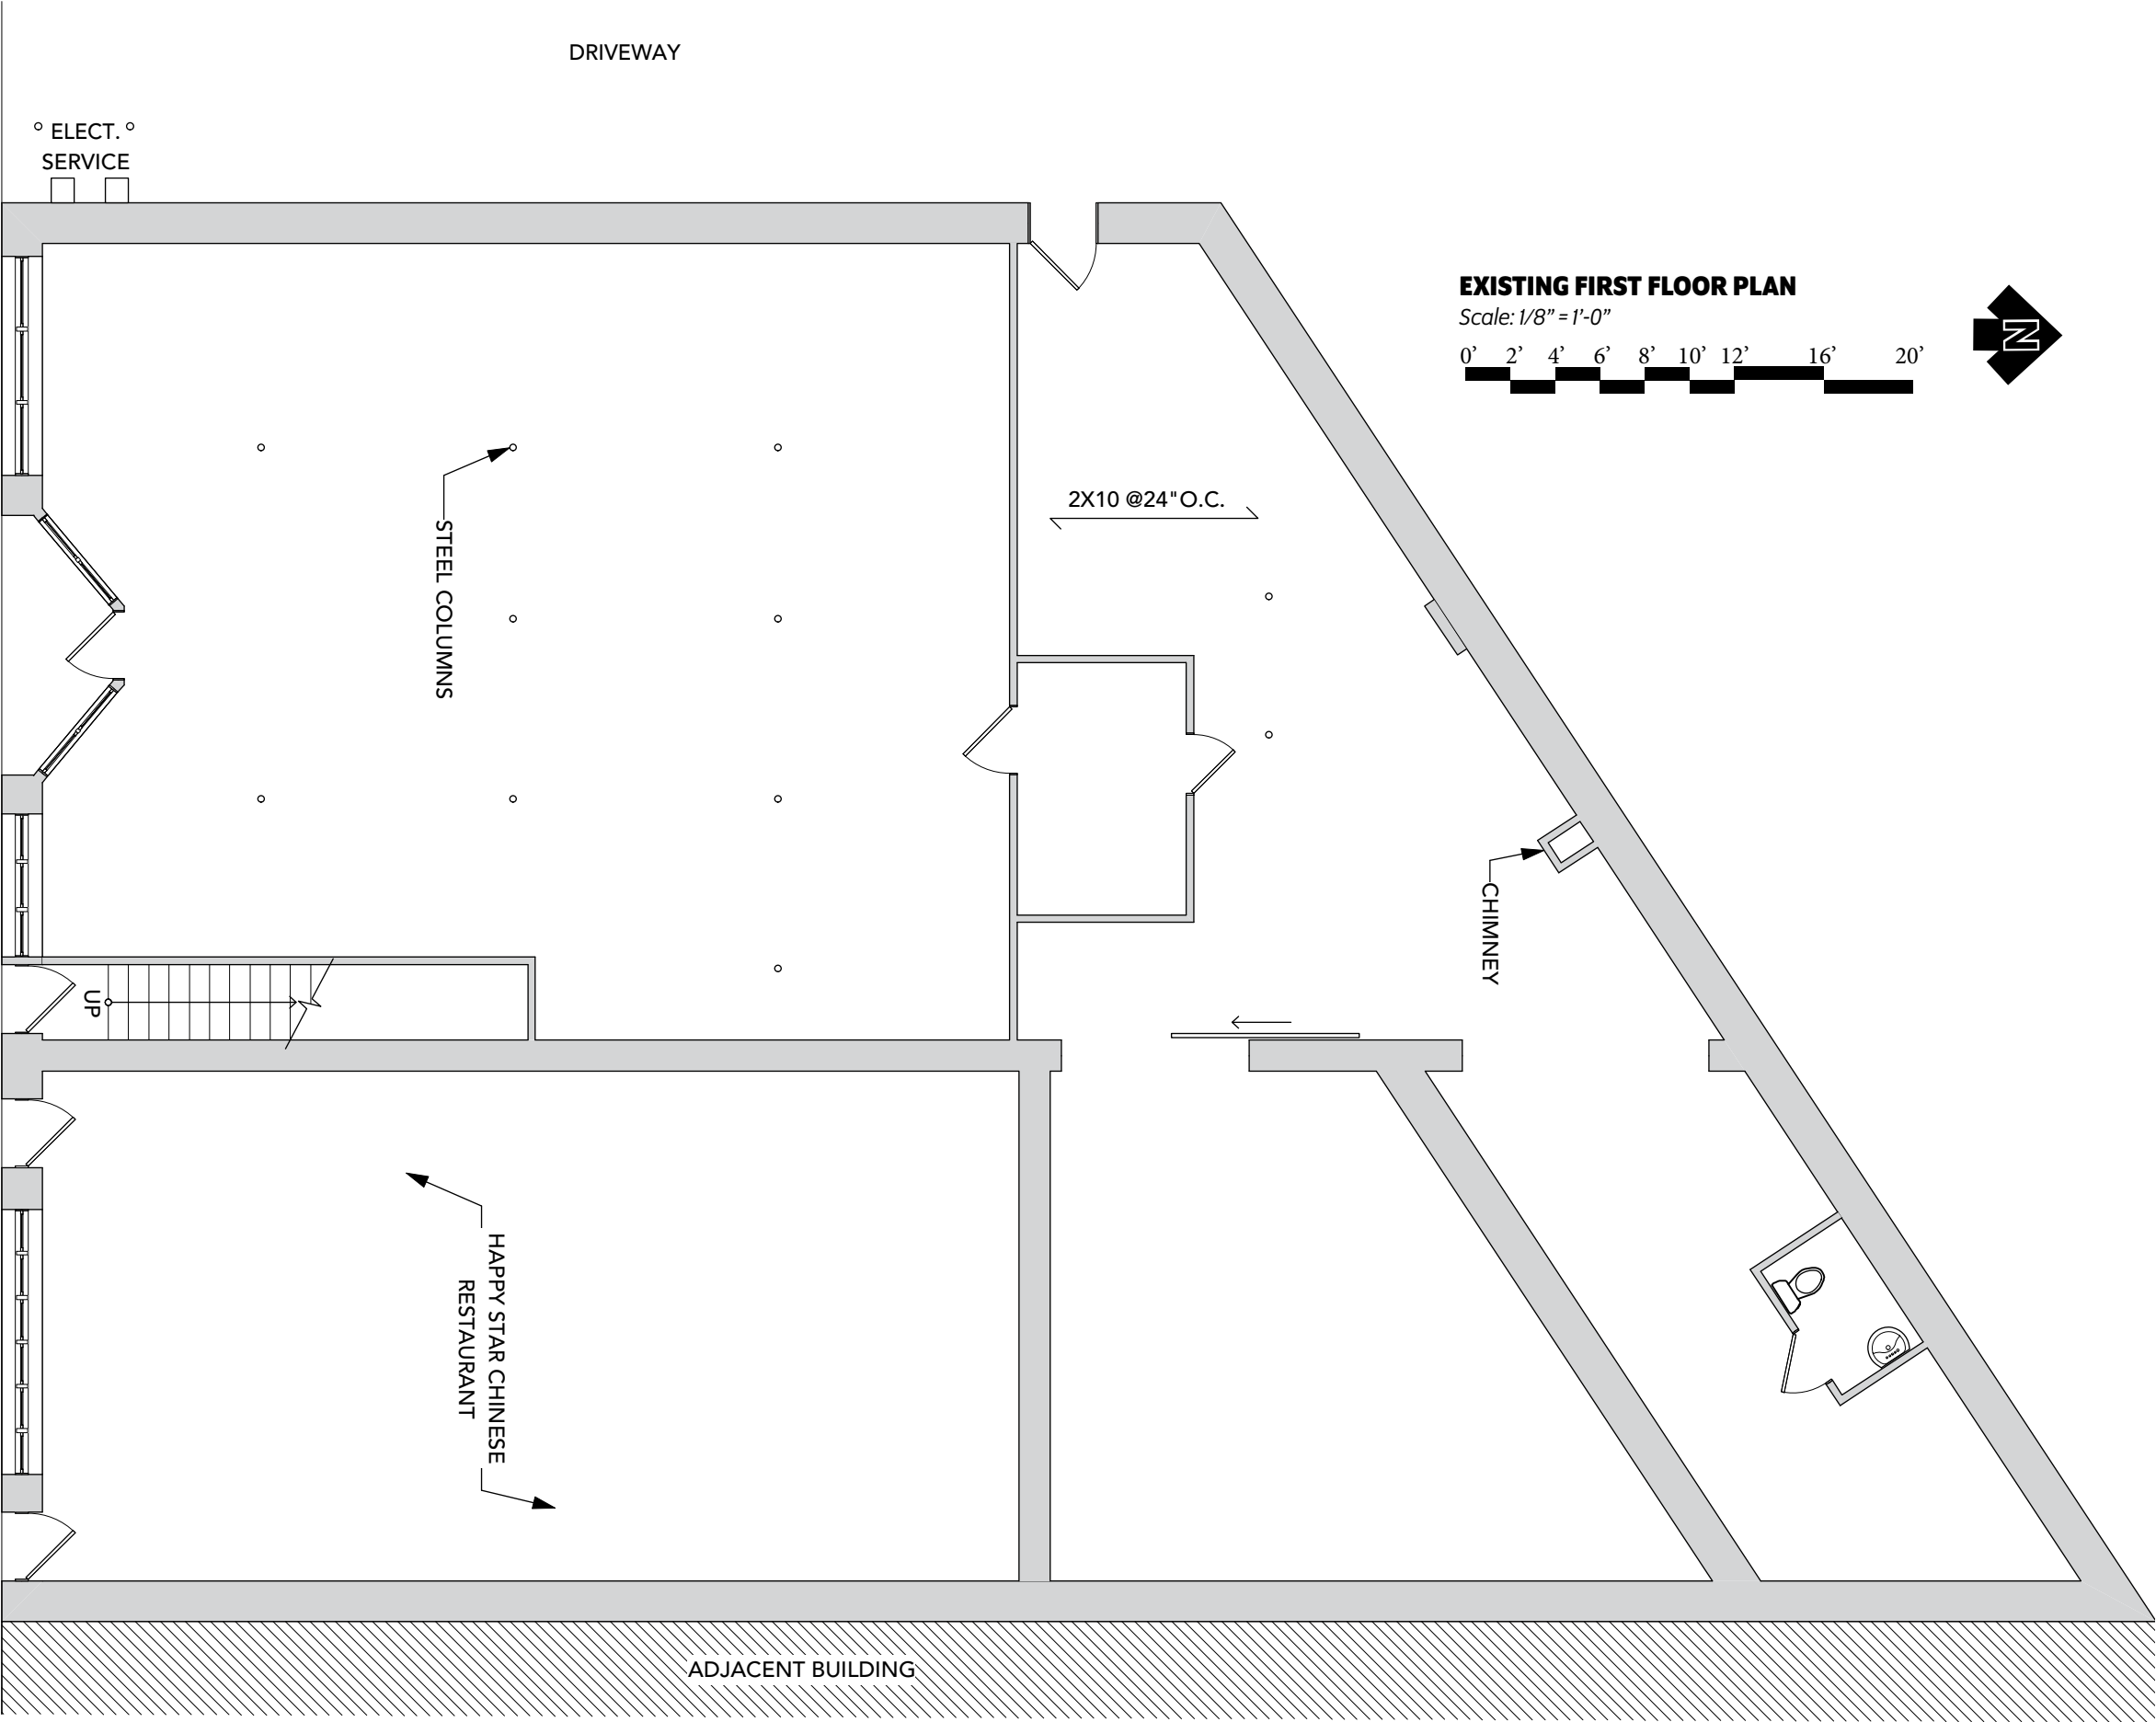 DRIVEWAY
ELECT.
SERVICE
EXISTING FIRST FLOOR PLAN
Scale: 1/8” = 1’-0”
0’ 2’ 4’ 6’ 8’ 10’ 12’ 16’ 20’
N
2X10 @24"O.C.
STEEL COLUMNS
CHIMNEY
UP
HAPPY STAR CHINESE
RESTAURANT
ADJACENT BUILDING